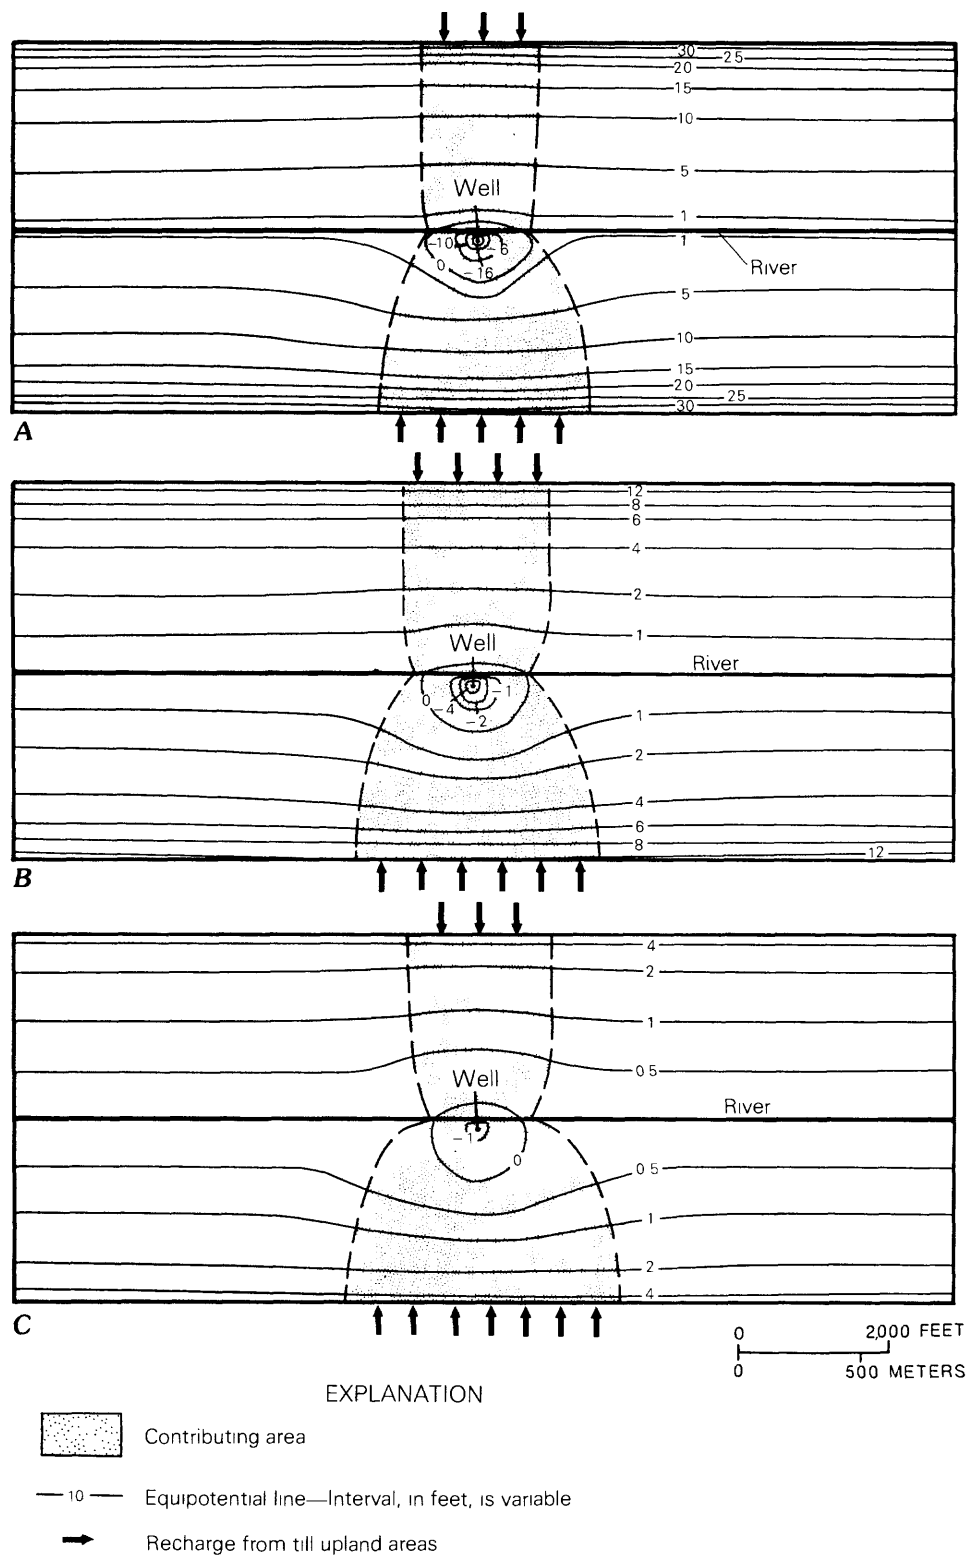 30
25
20
15
10
5
Well
1
-10
-6
1
0
-16
River
5
10
15
20
25
30
A
12
8
6
4
2
1
Well
River
0
-1
-4
-2
1
2
4
6
8
12
B
4
2
1
0 5
Well
River
-1
0
0 5
1
2
4
C
0 2,000 FEET
0 500 METERS
EXPLANATION
Contributing area
— 10 — Equipotential line—Interval, in feet, is variable
Recharge from till upland areas